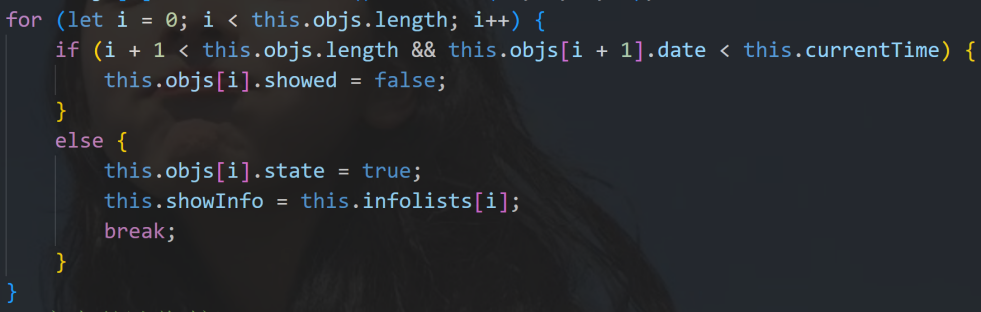 for (let i = 0; i < this.objs.length; i++) {
if (i + 1 < this.objs.length && this.objs[i + 1].date < this.currentTime) {
this.objs[i].showed = false;
}
else {
this.objs[i].state = true;
this.showInfo = this.infolists[i];
break;
}
}